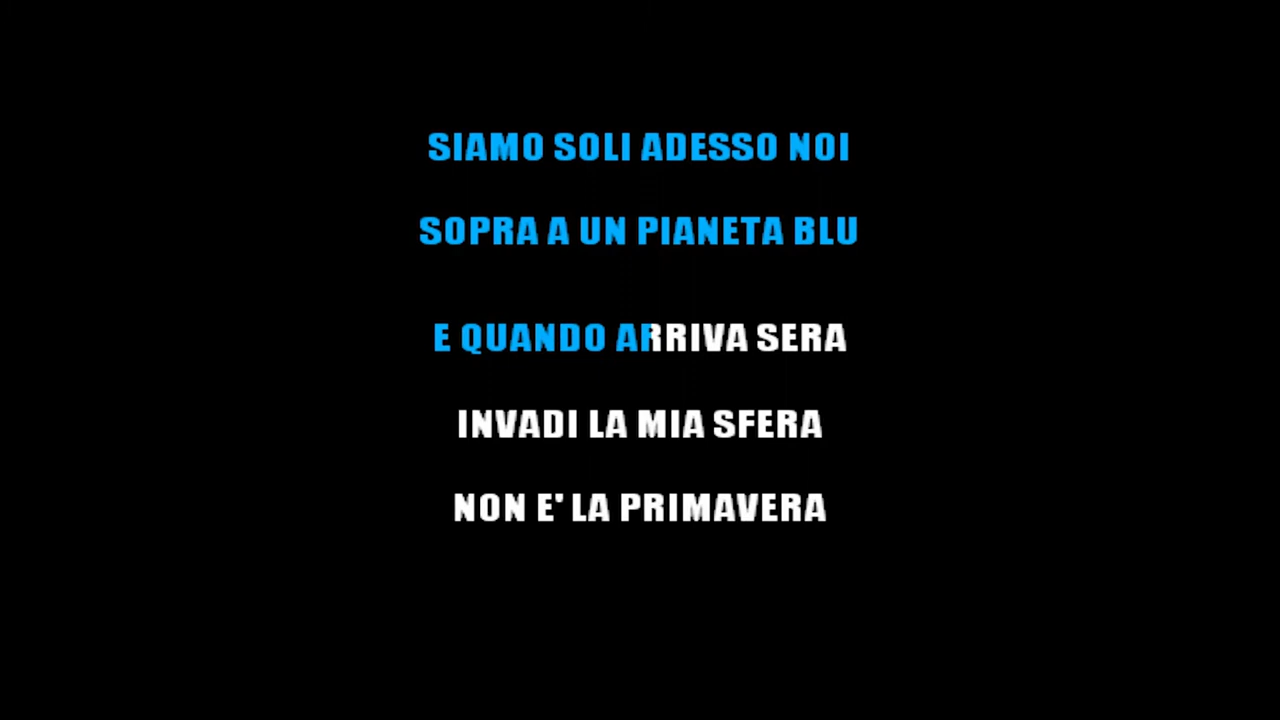 SIAMO SOLI ADESSO NOI
SOPRA A UN PIANETA BLU
E QUANDO ARRIVA SERA
INVADI LA MIA SFERA
NON E' LA PRIMAVERA